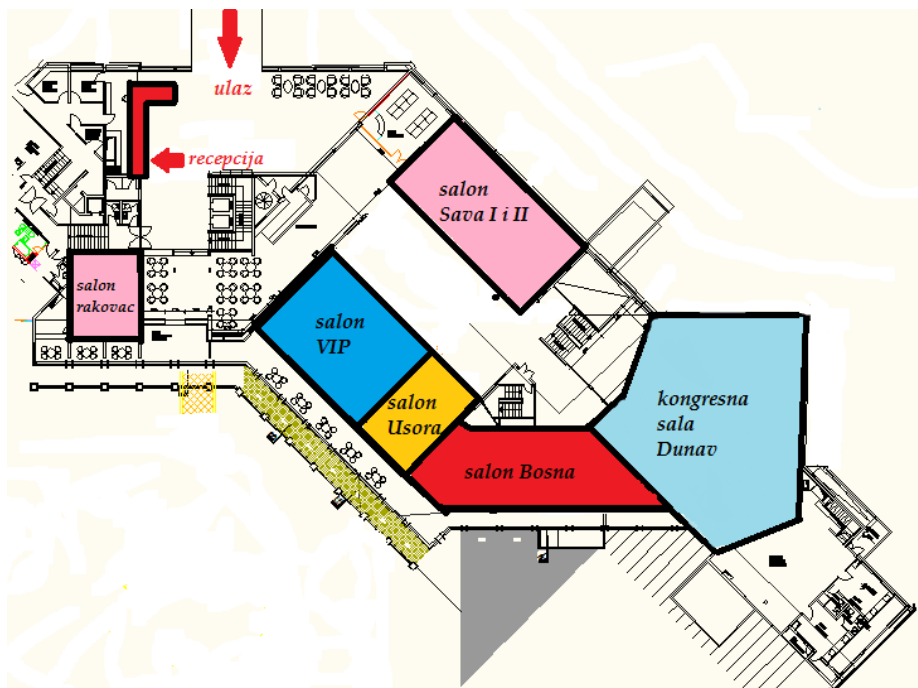 ulaz
recepcija
salon
Sava I i II
salon
rakovac
salon
VIP
salon
Usora
kongresna
sala
Dunav
salon Bosna